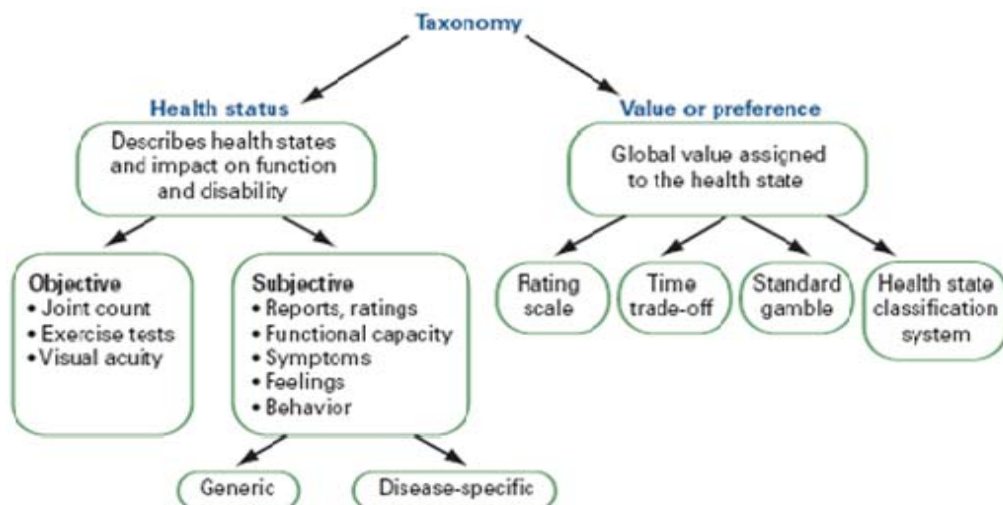 Taxonomy
Health status
Describes health states
and impact on function
and disability
Value or preference
Global value assigned
to the health state
Objective
• Joint count
• Exercise tests
• Visual acuity
Subjective
• Reports, ratings
• Functional capacity
• Symptoms
• Feelings
• Behavior
Rating
scale
Time
trade-off
Standard
gamble
Health state
classification
system
Generic
Disease-specific